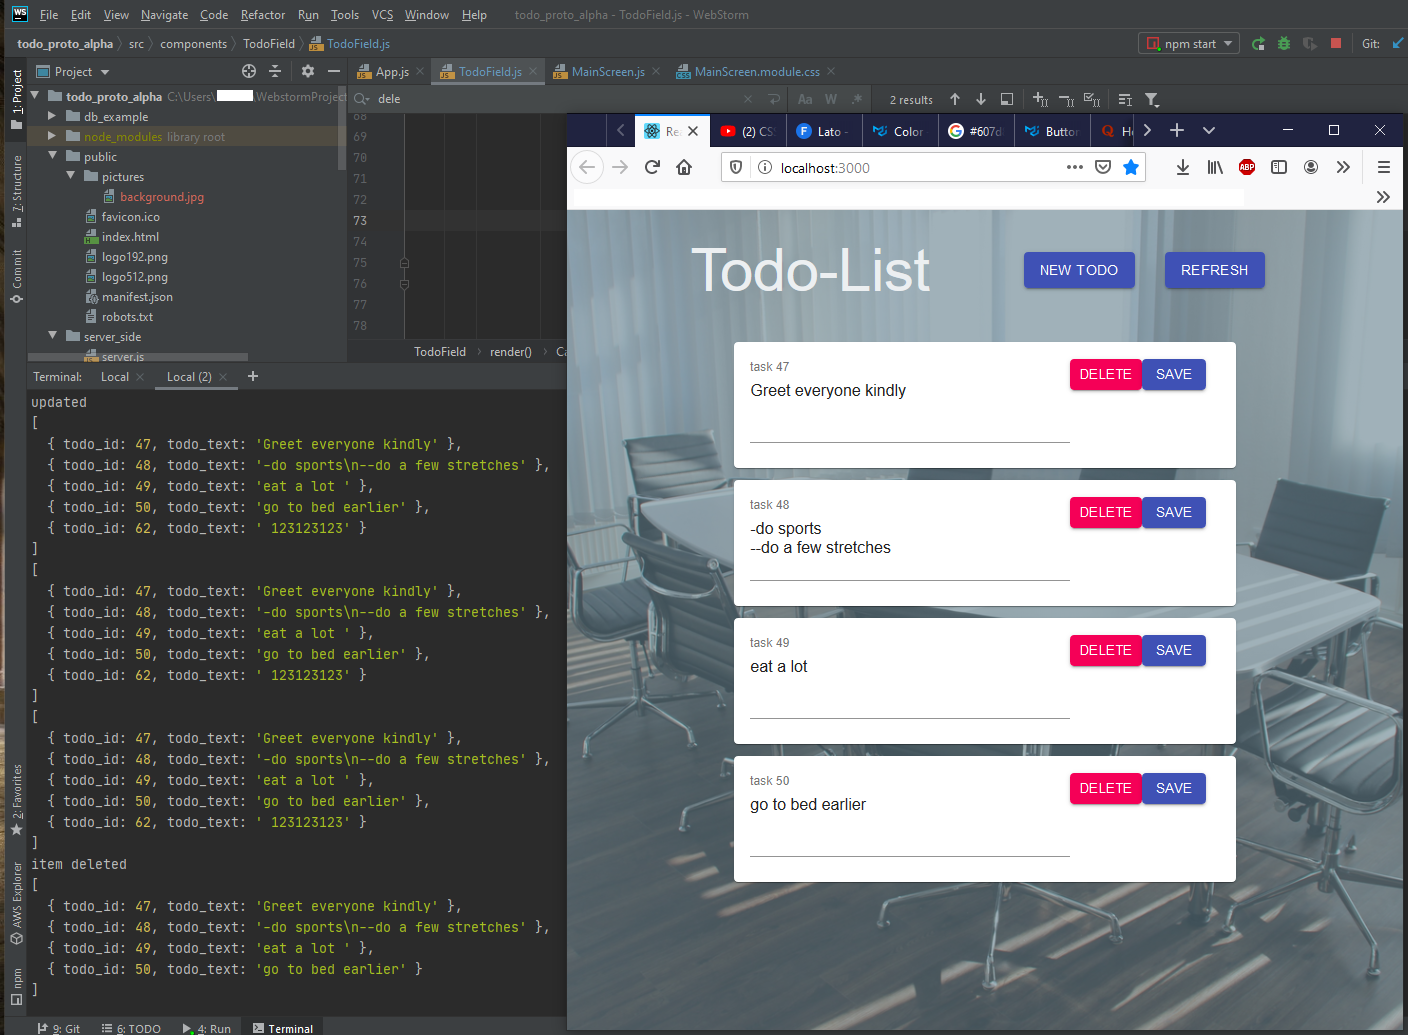 WS File Edit View Navigate Code Refactor Run Tools VCS Window Help todo_proto_alpha - TodoField.js - WebStorm
todo_proto_alpha src components TodoField TodoField.js npm start Git:
Project App.js TodoField.js MainScreen.js MainScreen.module.css
todo_proto_alpha C:\Users\ WebstormProject
db_example
node_modules library root
public
pictures
background.jpg
favicon.ico
index.html
logo192.png
logo512.png
manifest.json
robots.txt
server_side
server.js
1: Project
7: Structure
Commit
2: Favorites
AWS Explorer
npm
dele Aa W .* 2 results
68
69
70
71
72
73
74
75
76
77
78
TodoField render() Ca
Terminal: Local Local (2)
updated
[
{ todo_id: 47, todo_text: 'Greet everyone kindly' },
{ todo_id: 48, todo_text: '-do sports\n--do a few stretches' },
{ todo_id: 49, todo_text: 'eat a lot ' },
{ todo_id: 50, todo_text: 'go to bed earlier' },
{ todo_id: 62, todo_text: ' 123123123' }
]
[
{ todo_id: 47, todo_text: 'Greet everyone kindly' },
{ todo_id: 48, todo_text: '-do sports\n--do a few stretches' },
{ todo_id: 49, todo_text: 'eat a lot ' },
{ todo_id: 50, todo_text: 'go to bed earlier' },
{ todo_id: 62, todo_text: ' 123123123' }
]
[
{ todo_id: 47, todo_text: 'Greet everyone kindly' },
{ todo_id: 48, todo_text: '-do sports\n--do a few stretches' },
{ todo_id: 49, todo_text: 'eat a lot ' },
{ todo_id: 50, todo_text: 'go to bed earlier' },
{ todo_id: 62, todo_text: ' 123123123' }
]
item deleted
[
{ todo_id: 47, todo_text: 'Greet everyone kindly' },
{ todo_id: 48, todo_text: '-do sports\n--do a few stretches' },
{ todo_id: 49, todo_text: 'eat a lot ' },
{ todo_id: 50, todo_text: 'go to bed earlier' }
]
9: Git 6: TODO 4: Run Terminal
Re (2) CS Lato - Color #607d Button Ho
localhost:3000 ABP
Todo-List NEW TODO REFRESH
task 47 DELETE SAVE
Greet everyone kindly
task 48 DELETE SAVE
-do sports
--do a few stretches
task 49 DELETE SAVE
eat a lot
task 50 DELETE SAVE
go to bed earlier